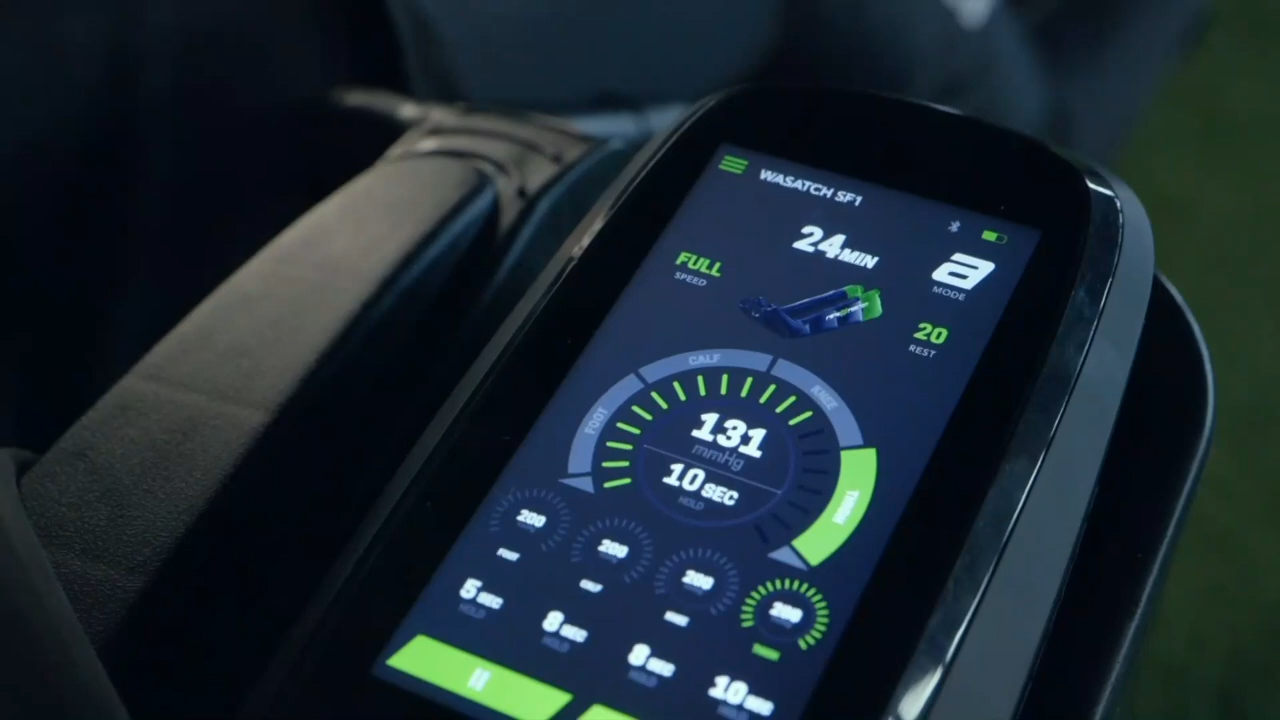 WASATCH SF1
24MIN
FULL
SPEED
a
MODE
20
REST
FOOT
CALF
KNEE
THIGH
131
mmHg
10 SEC
HOLD
200
200
200
200
FOOT
CALF
5 SEC
HOLD
8 SEC
HOLD
8 SEC
HOLD
10 SEC
HOLD